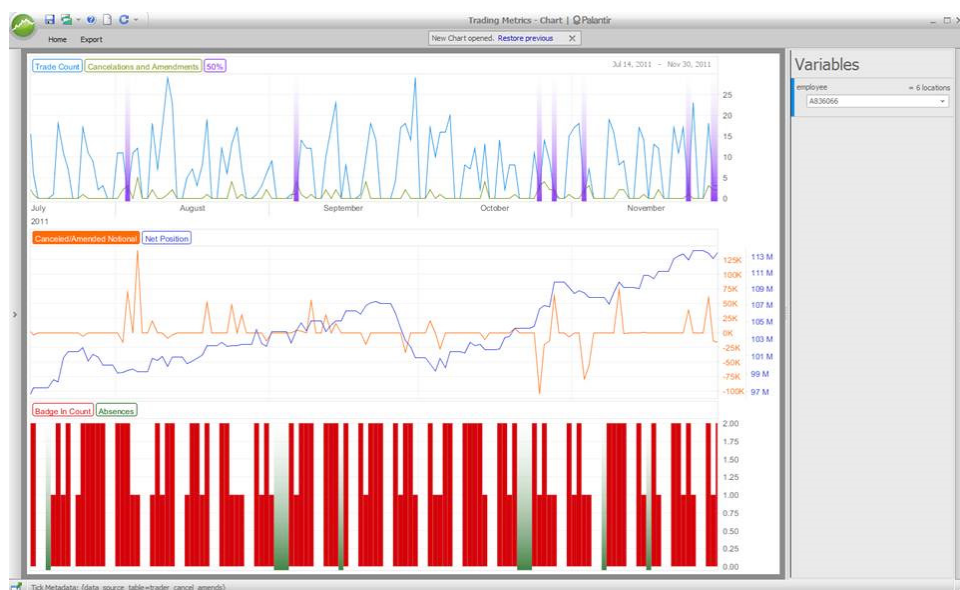 Trading Metrics - Chart | Palantir
Home Export
New Chart opened. Restore previous
Variables
employee = 6 locations
A836066
Trade Count Cancelations and Amendments 50% Jul 14, 2011 - Nov 30, 2011
25
20
15
10
5
0
July August September October November
2011
Canceled/Amended Notional Net Position
125K 113 M
100K 111 M
75K 109 M
50K 107 M
25K 105 M
0K 103 M
-25K 101 M
-50K
-75K 99 M
-100K 97 M
Badge In Count Absences
2.00
1.75
1.50
1.25
1.00
0.75
0.50
0.25
0.00
Tick Metadata: {data_source_table=trader_cancel_amends}